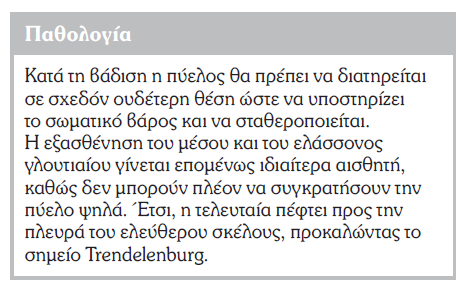 Παθολογία
Κατά τη βάδιση η πύελος θα πρέπει να διατηρείται
σε σχεδόν ουδέτερη θέση ώστε να υποστηρίζει
το σωματικό βάρος και να σταθεροποιείται.
Η εξασθένηση του μέσου και του ελάσσονος
γλουτιαίου γίνεται επομένως ιδιαίτερα αισθητή,
καθώς δεν μπορούν πλέον να συγκρατήσουν την
πύελο ψηλά. Έτσι, η τελευταία πέφτει προς την
πλευρά του ελεύθερου σκέλους, προκαλώντας το
σημείο Trendelenburg.